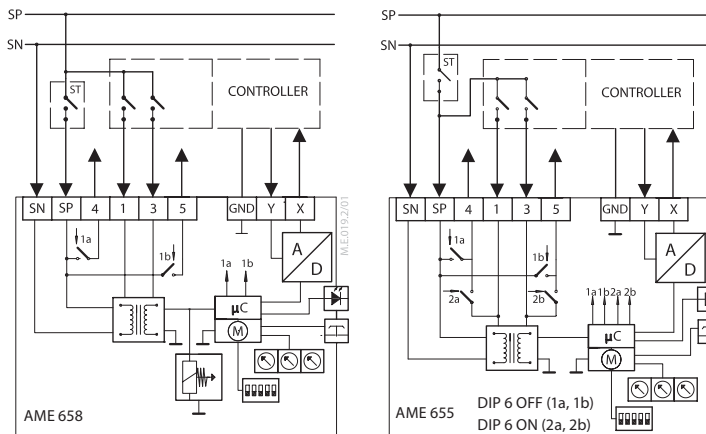 SP
SN
ST
CONTROLLER
SN
SP
4
1
3
5
GND
Y
X
M.E.019.2/01
1a
1b
1a
1b
A
D
µC
M
AME 658
SP
SN
ST
CONTROLLER
SN
SP
4
1
3
5
GND
Y
X
1a
1b
2a
2b
1a
1b
2a
2b
A
D
µC
M
AME 655
DIP 6 OFF (1a, 1b)
DIP 6 ON (2a, 2b)